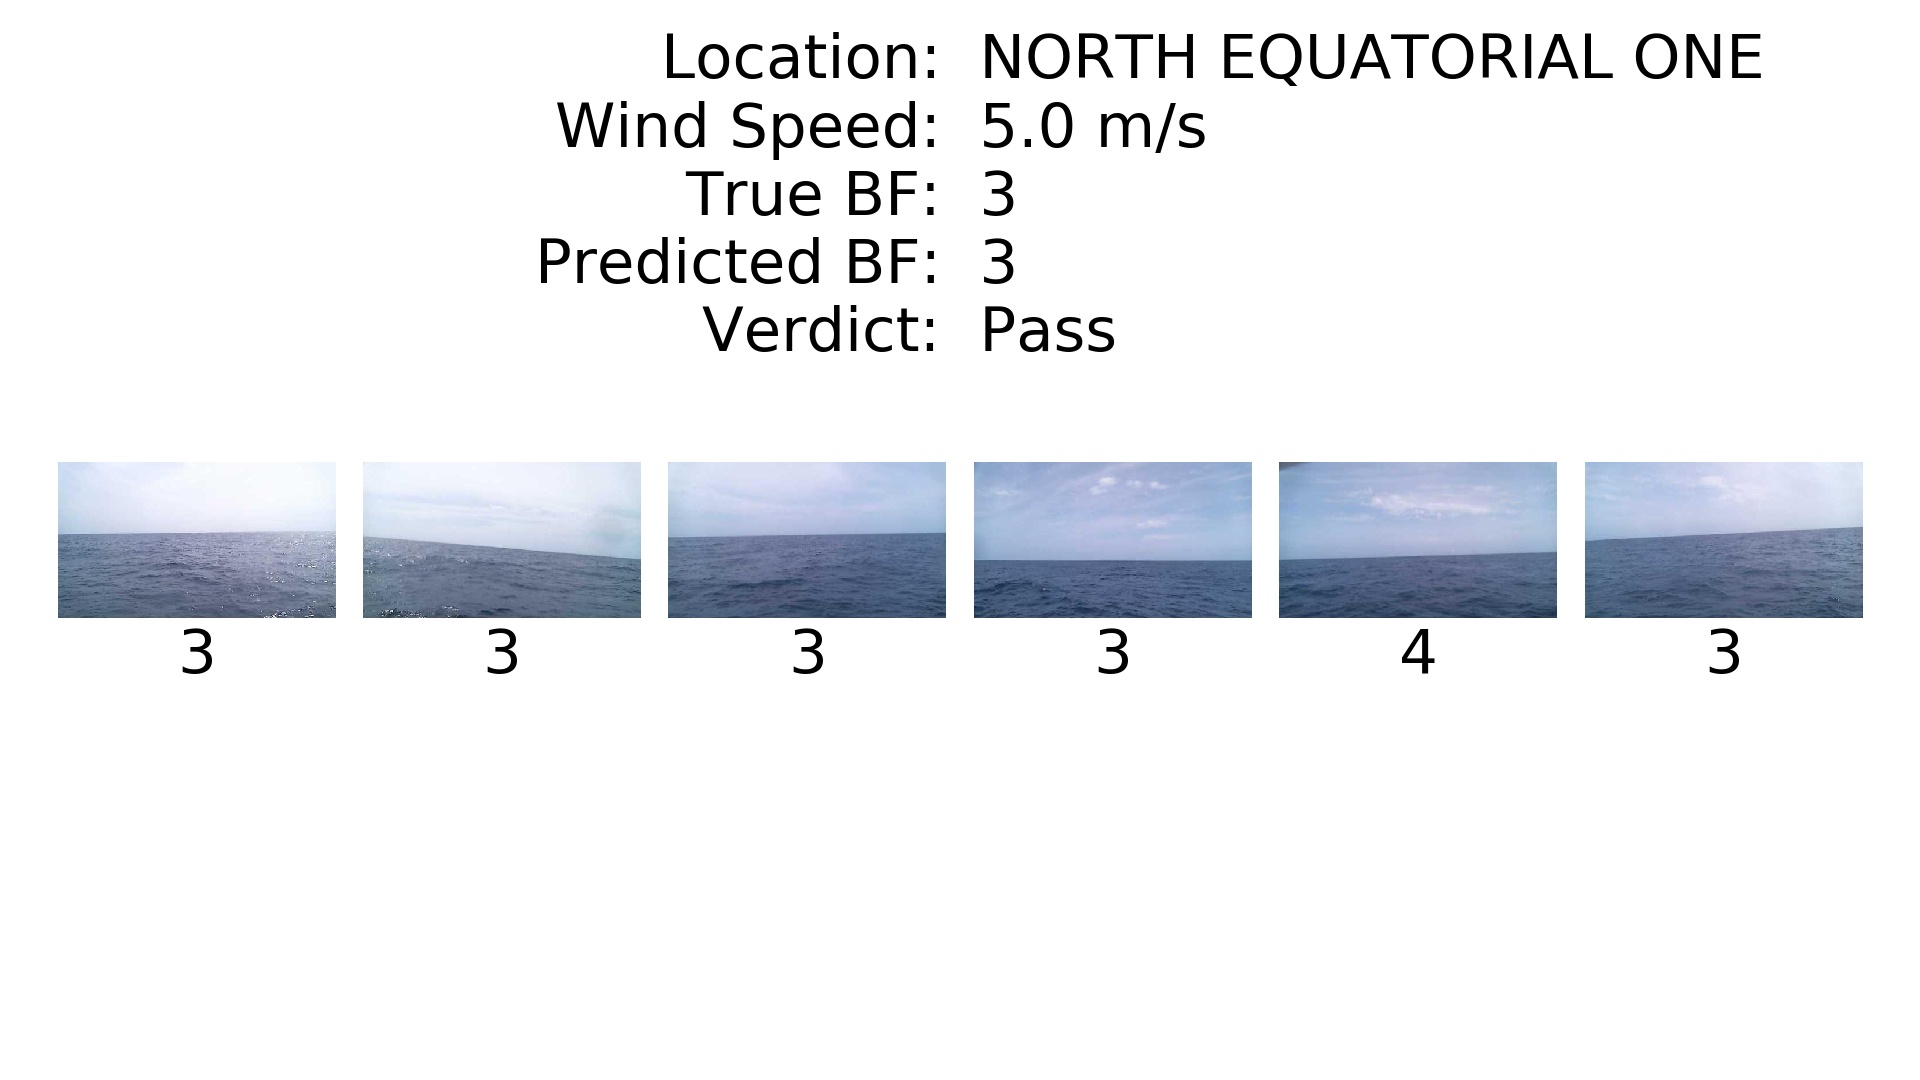 Location: NORTH EQUATORIAL ONE
Wind Speed: 5.0 m/s
True BF: 3
Predicted BF: 3
Verdict: Pass
3 3 3 3 4 3